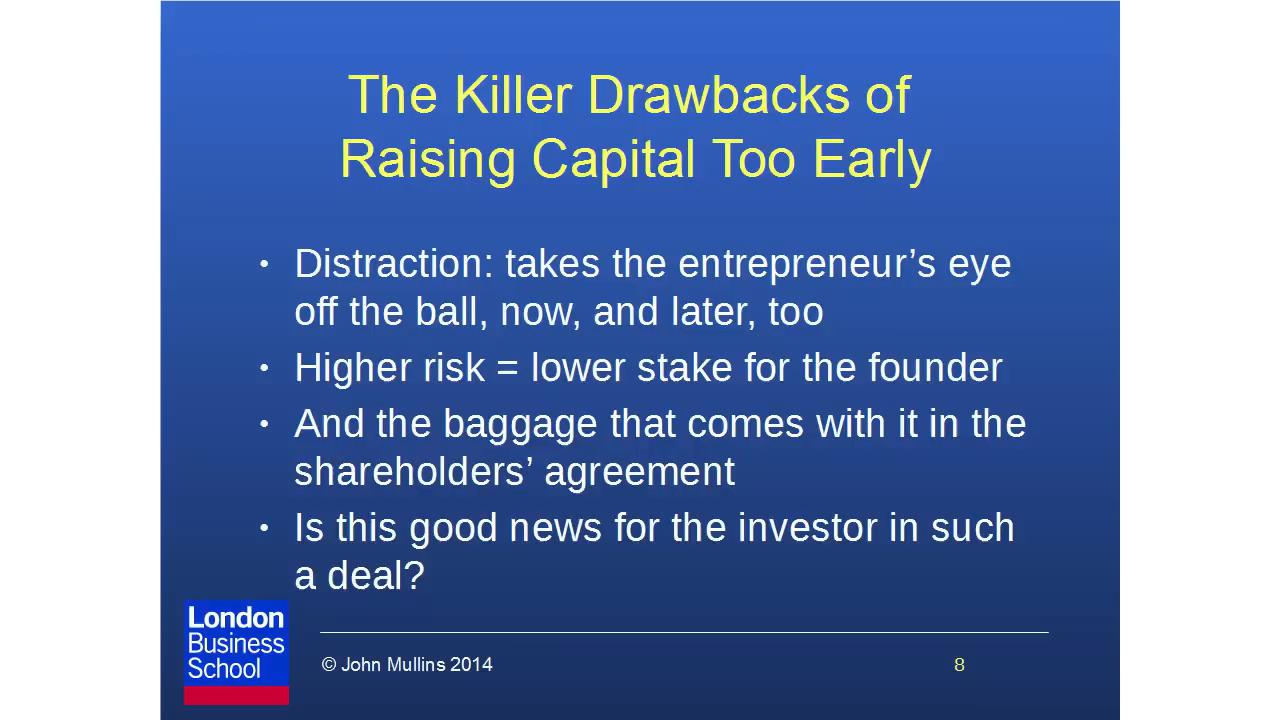 The Killer Drawbacks of
Raising Capital Too Early
• Distraction: takes the entrepreneur’s eye
off the ball, now, and later, too
• Higher risk = lower stake for the founder
• And the baggage that comes with it in the
shareholders’ agreement
• Is this good news for the investor in such
a deal?
London
Business
School
© John Mullins 2014
8